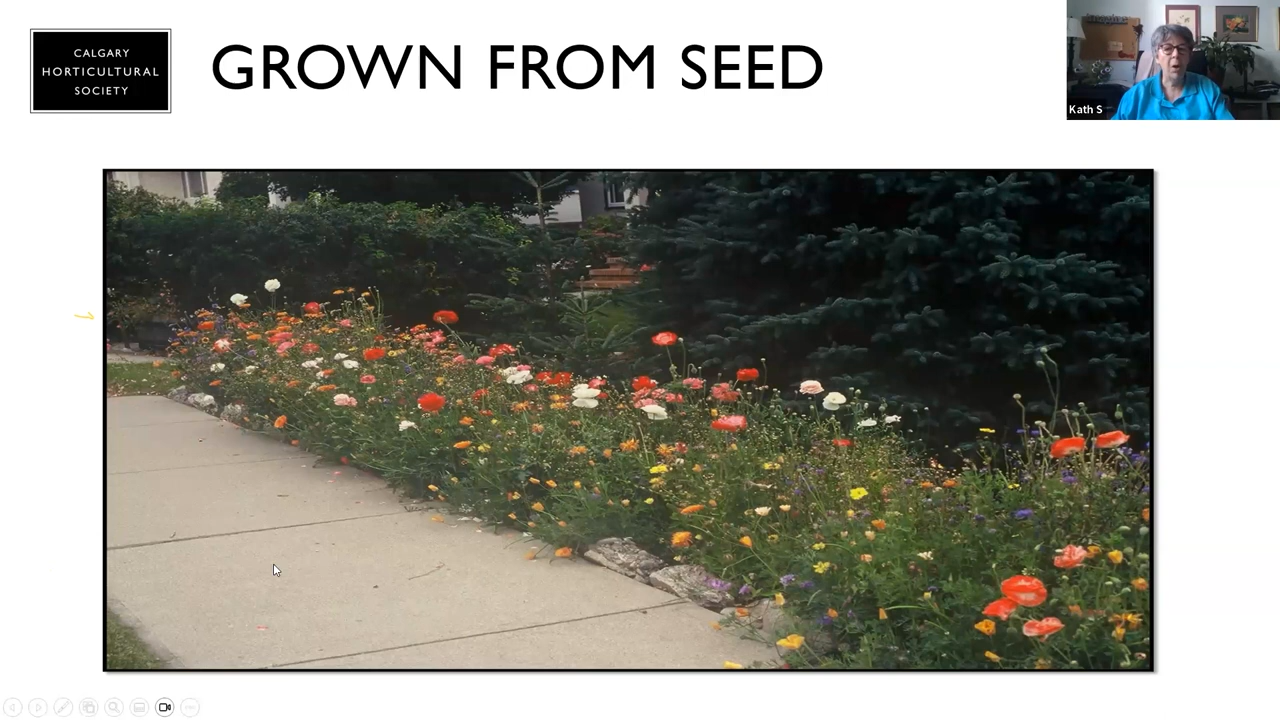 CALGARY
HORTICULTURAL
SOCIETY
GROWN FROM SEED
Kath S